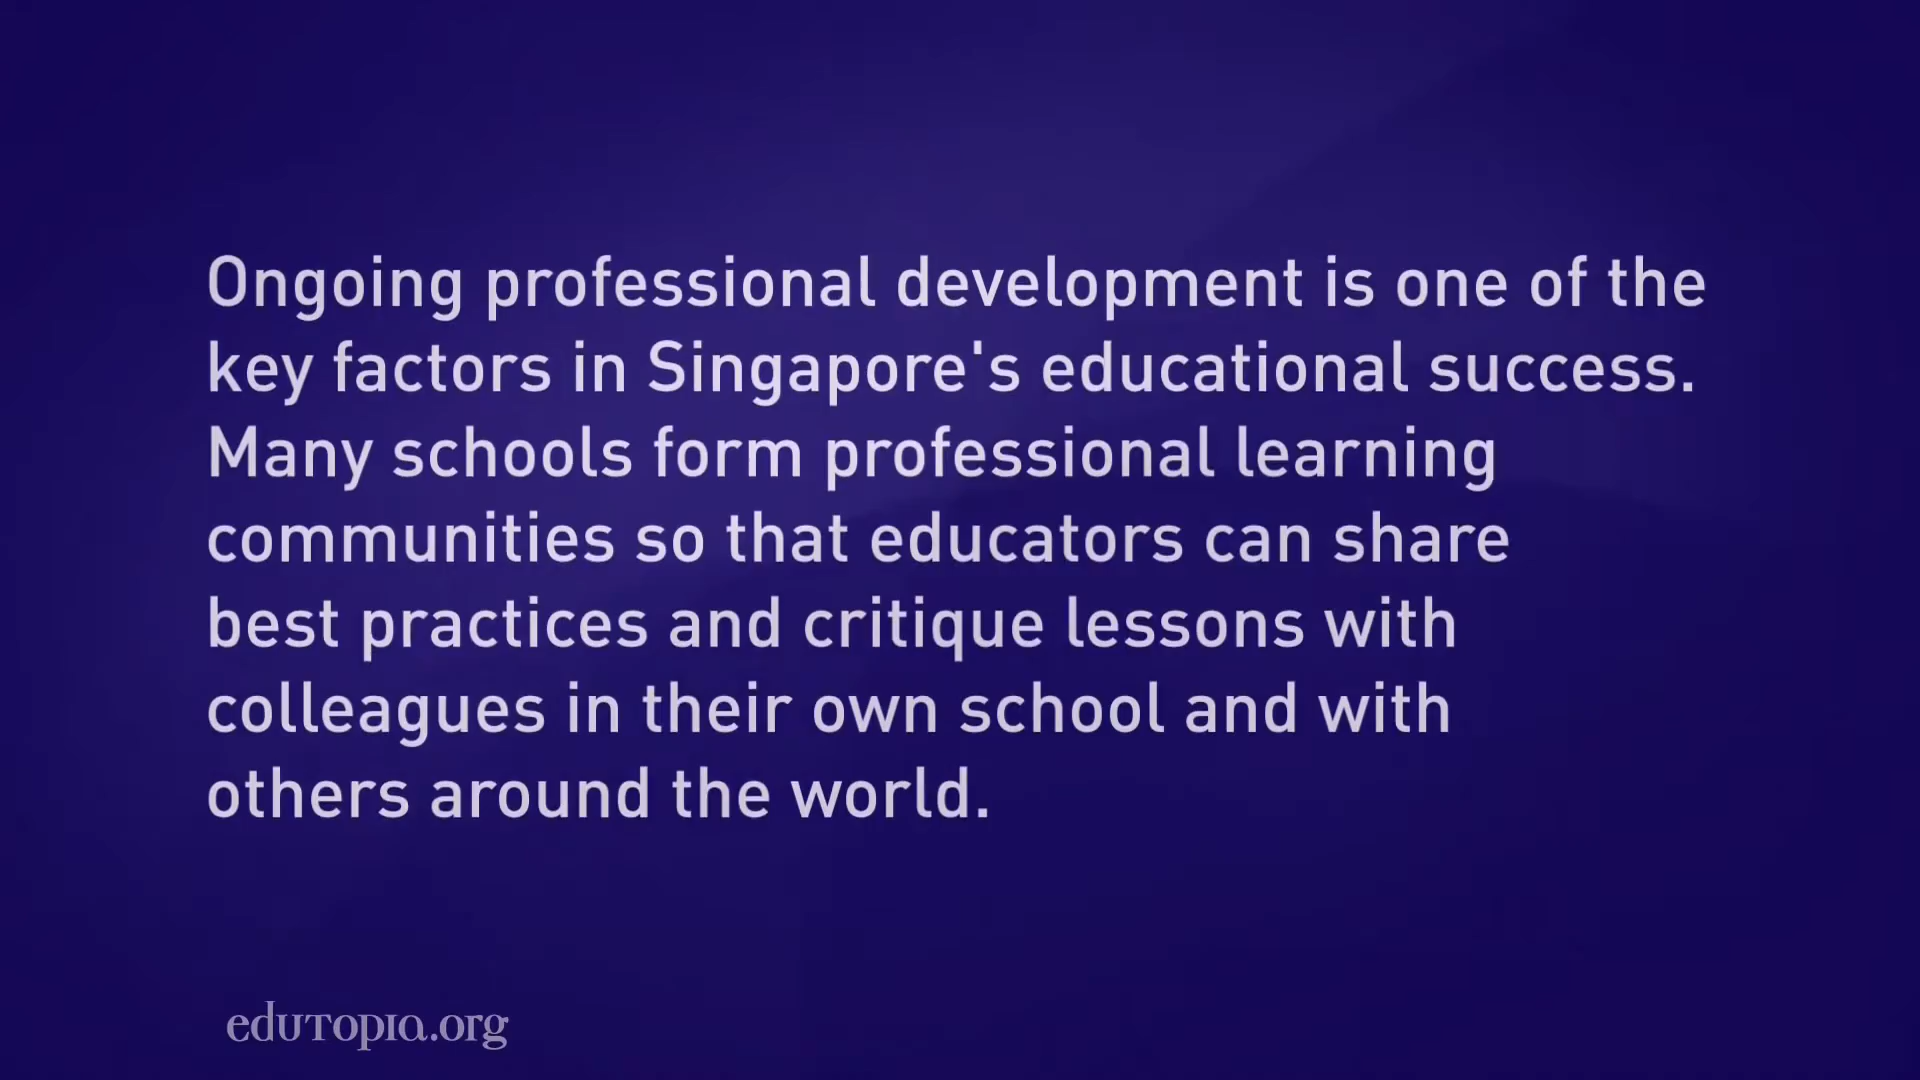 Ongoing professional development is one of the
key factors in Singapore's educational success.
Many schools form professional learning
communities so that educators can share
best practices and critique lessons with
colleagues in their own school and with
others around the world.
edutopia.org